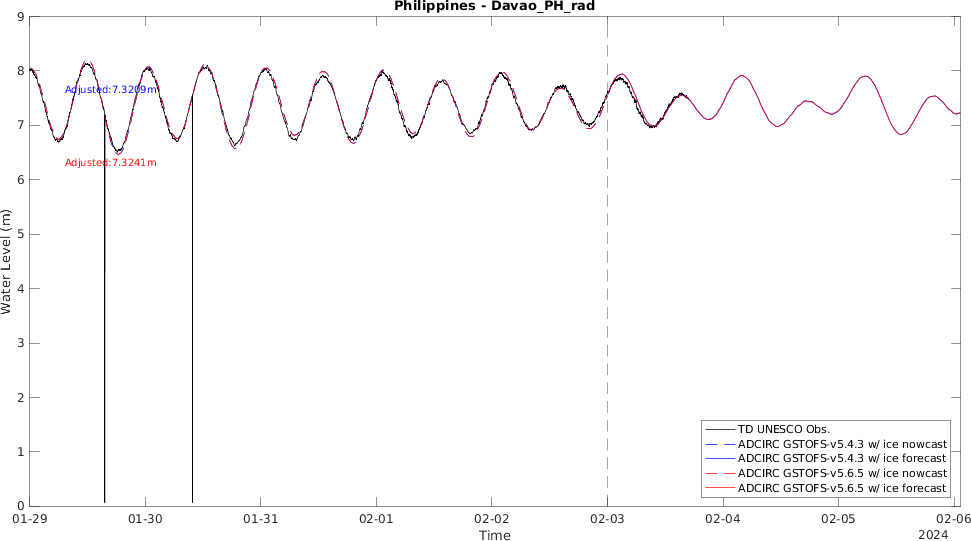 Philippines - Davao_PH_rad
9
8
Adjusted:7.3209m
7
Adjusted:7.3241m
6
5
Water Level (m)
4
3
2
TD UNESCO Obs.
ADCIRC GSTOFS-v5.4.3 w/ ice nowcast
1
ADCIRC GSTOFS-v5.4.3 w/ ice forecast
ADCIRC GSTOFS-v5.6.5 w/ ice nowcast
ADCIRC GSTOFS-v5.6.5 w/ ice forecast
0
01-29 01-30 01-31 02-01 02-02 02-03 02-04 02-05 02-06
Time
2024